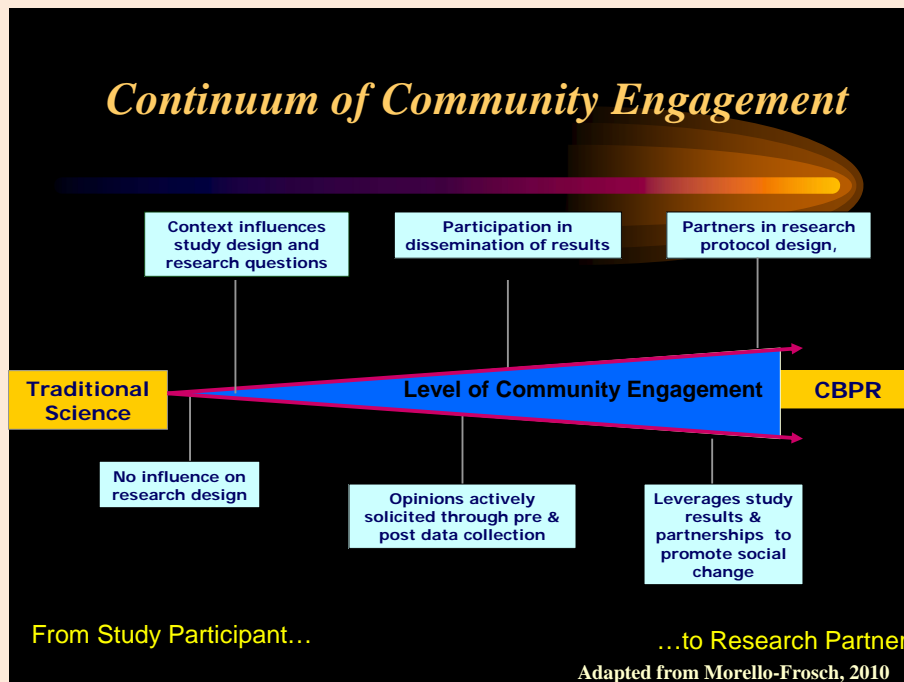 Continuum of Community Engagement
Context influences
study design and
research questions
Participation in
dissemination of results
Partners in research
protocol design,
Traditional
Science
Level of Community Engagement
CBPR
No influence on
research design
Opinions actively
solicited through pre &
post data collection
Leverages study
results &
partnerships to
promote social
change
From Study Participant…
…to Research Partner
Adapted from Morello-Frosch, 2010